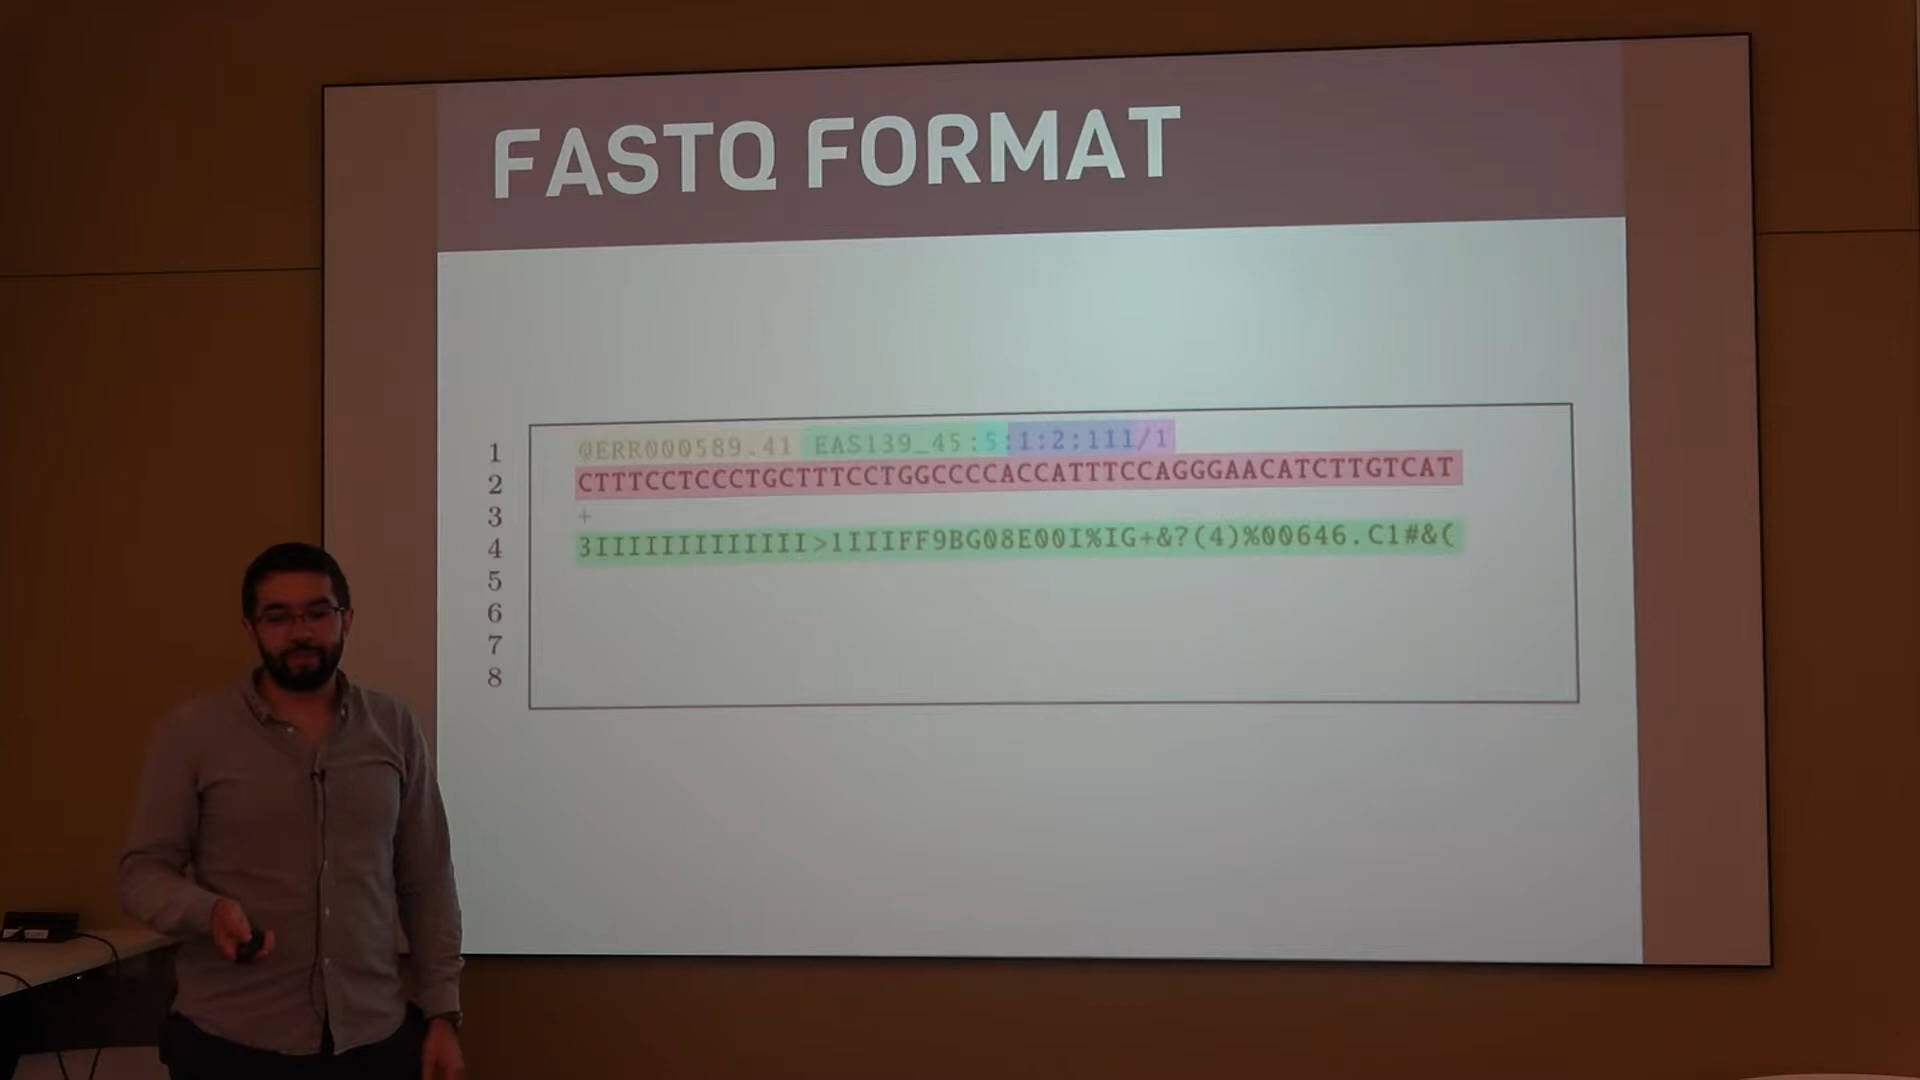 FASTQ FORMAT
1 @ERR000589.41 EAS139_45:5:1:2:111/1
2 CTTTCCTCCCTGCTTTCCTGGCCCCACCATTTCCAGGGAACATCTTGTCAT
3 +
4 3IIIIIIIIIIIII>1IIIFF9BG08E00I%IG+&?(4)%00646.C1#&(
5
6
7
8